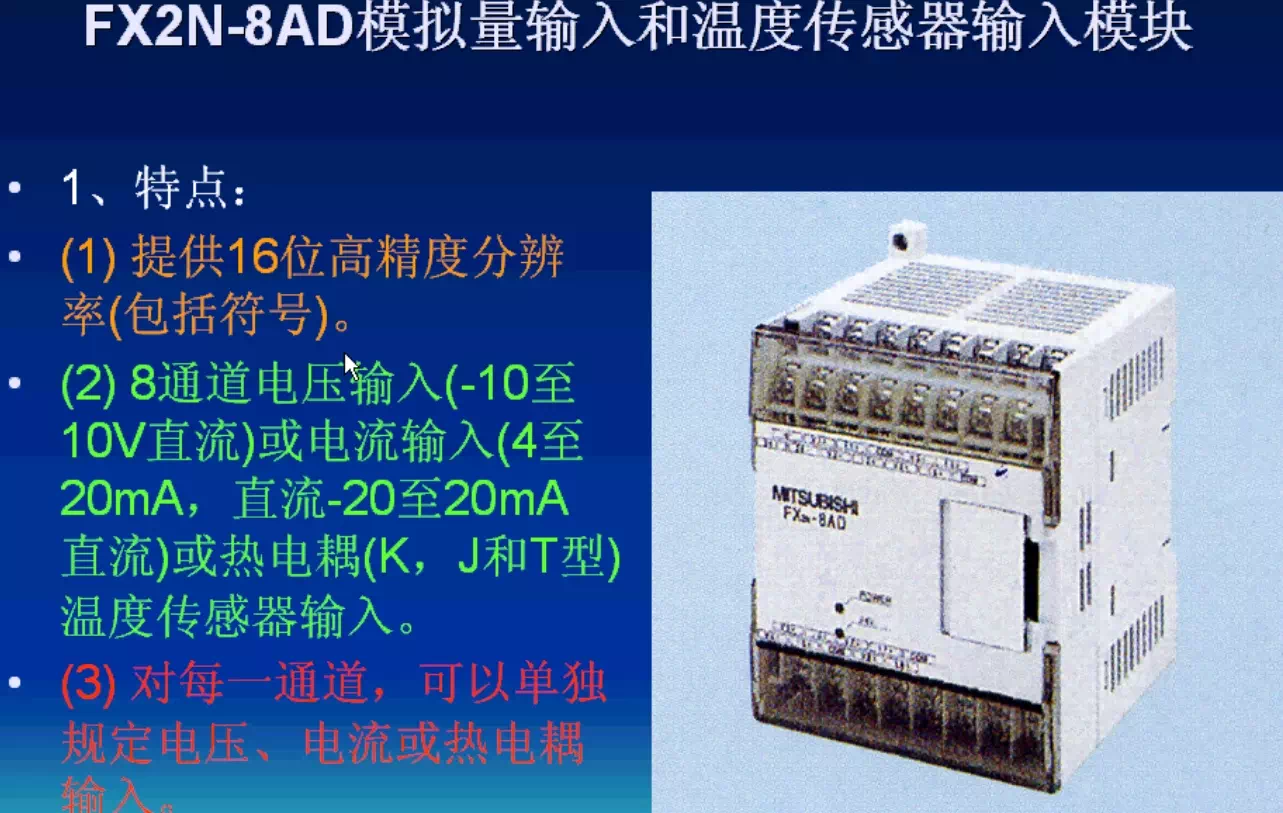 FX2N-8AD模拟量输入和温度传感器输入模块
1、特点：
(1) 提供16位高精度分辨
率(包括符号)。
(2) 8通道电压输入(-10至
10V直流)或电流输入(4至
20mA，直流-20至20mA
直流)或热电耦(K，J和T型)
温度传感器输入。
(3) 对每一通道，可以单独
规定电压、电流或热电耦
输入。
MITSUBISHI
FX2N-8AD
POWER
24V